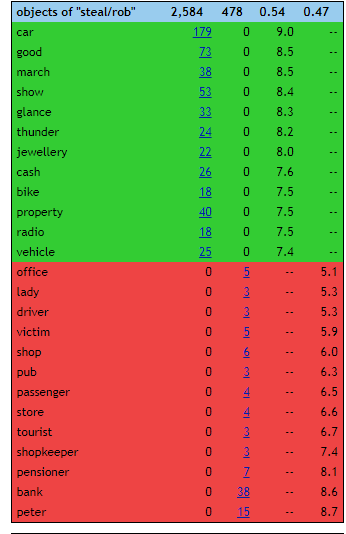 objects of "steal/rob" 2,584 478 0.54 0.47
car 179 0 9.0 --
good 73 0 8.5 --
march 38 0 8.5 --
show 53 0 8.4 --
glance 33 0 8.3 --
thunder 24 0 8.2 --
jewellery 22 0 8.0 --
cash 26 0 7.6 --
bike 18 0 7.5 --
property 40 0 7.5 --
radio 18 0 7.5 --
vehicle 25 0 7.4 --
office 0 5 -- 5.1
lady 0 3 -- 5.3
driver 0 3 -- 5.3
victim 0 5 -- 5.9
shop 0 6 -- 6.0
pub 0 3 -- 6.3
passenger 0 4 -- 6.5
store 0 4 -- 6.6
tourist 0 3 -- 6.7
shopkeeper 0 3 -- 7.4
pensioner 0 7 -- 8.1
bank 0 38 -- 8.6
peter 0 15 -- 8.7